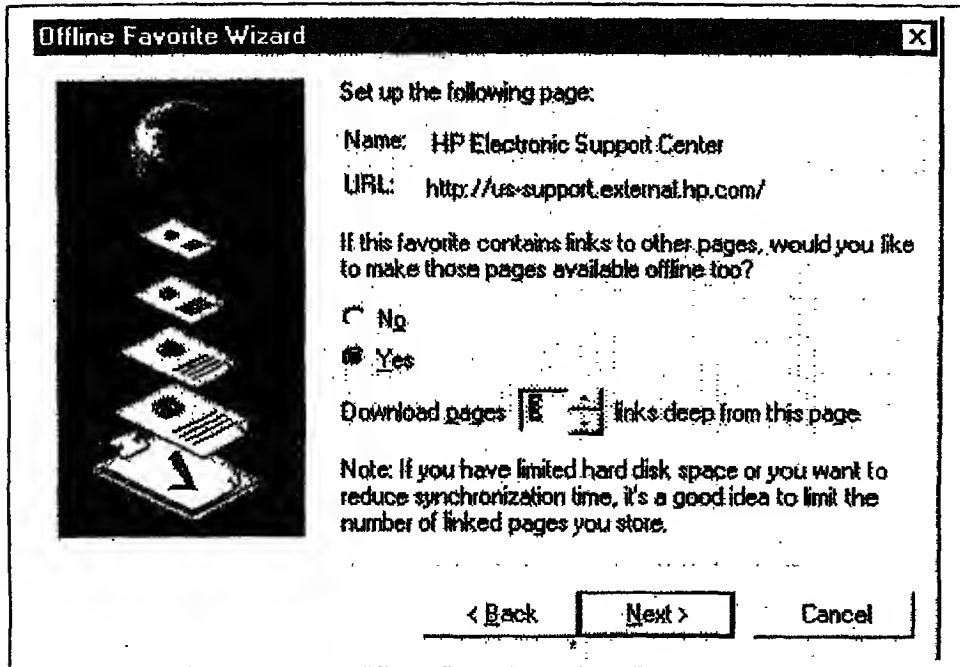 Offline Favorite Wizard
Set up the following page:
Name: HP Electronic Support Center
URL: http://us-support.external.hp.com/
If this favorite contains links to other pages, would you like
to make those pages available offline too?
No
Yes
Download pages links deep from this page
Note: If you have limited hard disk space or you want to
reduce synchronization time, it's a good idea to limit the
number of linked pages you store.
< Back Next > Cancel